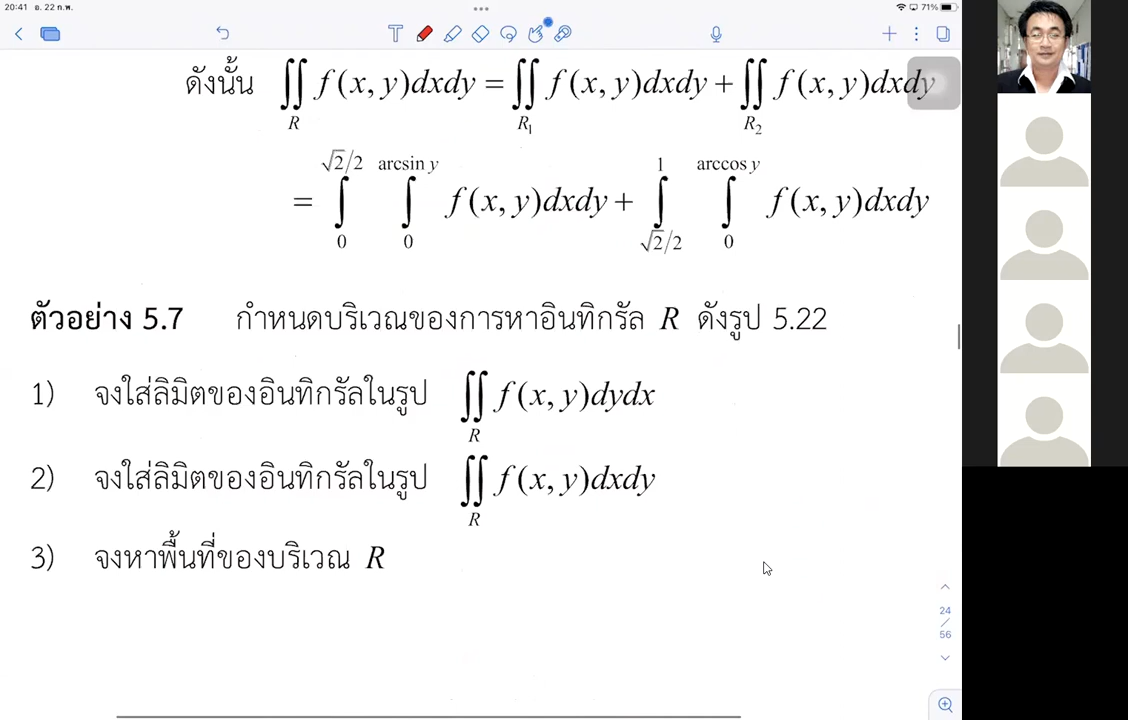 20:41 อ. 22 ก.พ. 71%
ดังนั้น ∬_R f(x, y)dxdy = ∬_{R₁} f(x, y)dxdy + ∬_{R₂} f(x, y)dxdy
= ∫_0^{√2/2} ∫_0^{arcsin y} f(x, y)dxdy + ∫_{√2/2}^1 ∫_0^{arccos y} f(x, y)dxdy
ตัวอย่าง 5.7 กำหนดบริเวณของการหาอินทิกรัล R ดังรูป 5.22
1) จงใส่ลิมิตของอินทิกรัลในรูป ∬_R f(x, y)dydx
2) จงใส่ลิมิตของอินทิกรัลในรูป ∬_R f(x, y)dxdy
3) จงหาพื้นที่ของบริเวณ R
24
/
56